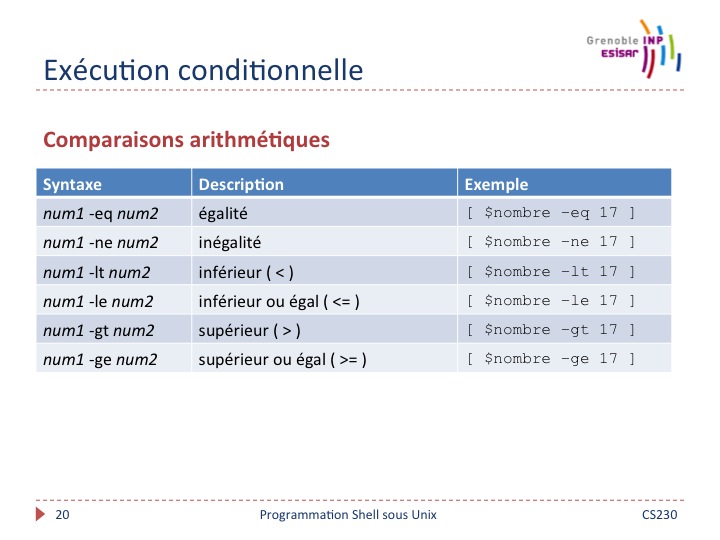 Grenoble INP
ESISAR
Exécution conditionnelle
Comparaisons arithmétiques
Syntaxe Description Exemple
num1 -eq num2 égalité [ $nombre –eq 17 ]
num1 -ne num2 inégalité [ $nombre –ne 17 ]
num1 -lt num2 inférieur ( < ) [ $nombre –lt 17 ]
num1 -le num2 inférieur ou égal ( <= ) [ $nombre –le 17 ]
num1 -gt num2 supérieur ( > ) [ $nombre –gt 17 ]
num1 -ge num2 supérieur ou égal ( >= ) [ $nombre –ge 17 ]
20 Programmation Shell sous Unix CS230